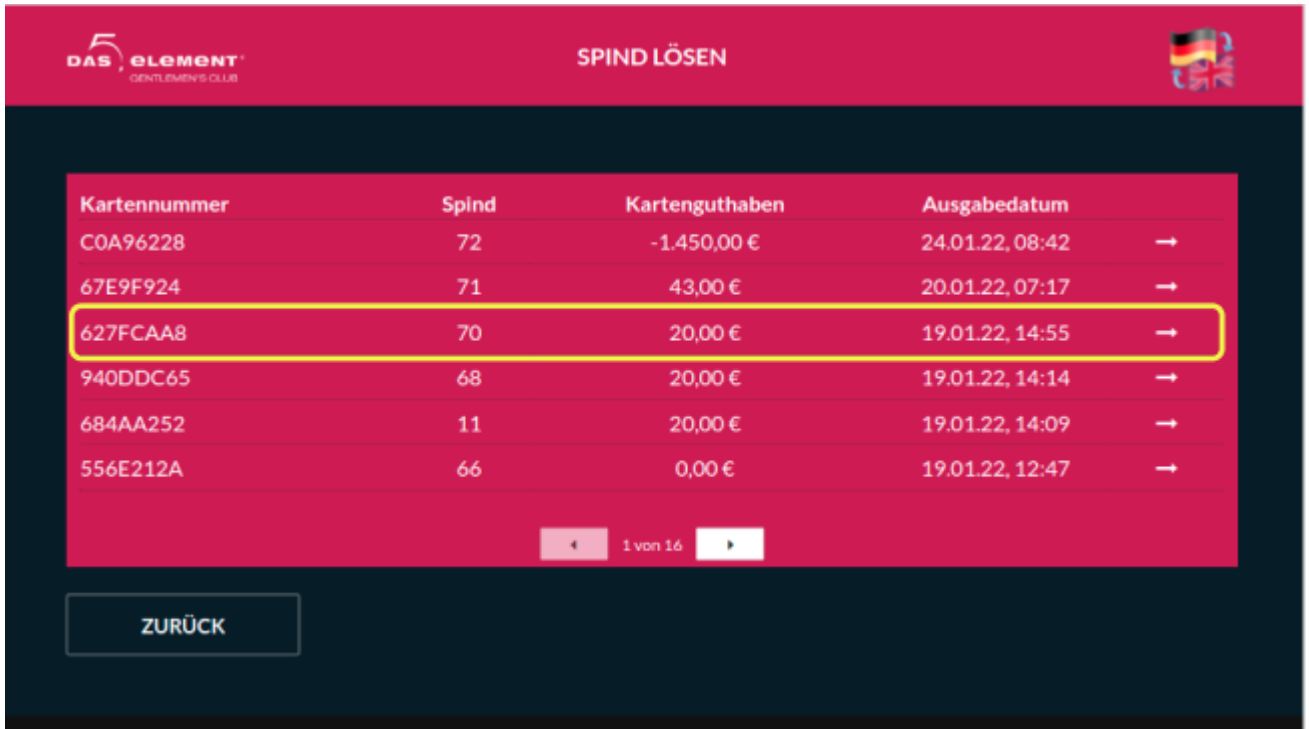 DAS 5 ELEMENT
GENTLEMEN'S CLUB
SPIND LÖSEN
Kartennummer Spind Kartenguthaben Ausgabedatum
C0A96228 72 -1.450,00 € 24.01.22, 08:42
67E9F924 71 43,00 € 20.01.22, 07:17
627FCAA8 70 20,00 € 19.01.22, 14:55
940DDC65 68 20,00 € 19.01.22, 14:14
684AA252 11 20,00 € 19.01.22, 14:09
556E212A 66 0,00 € 19.01.22, 12:47
1 von 16
ZURÜCK